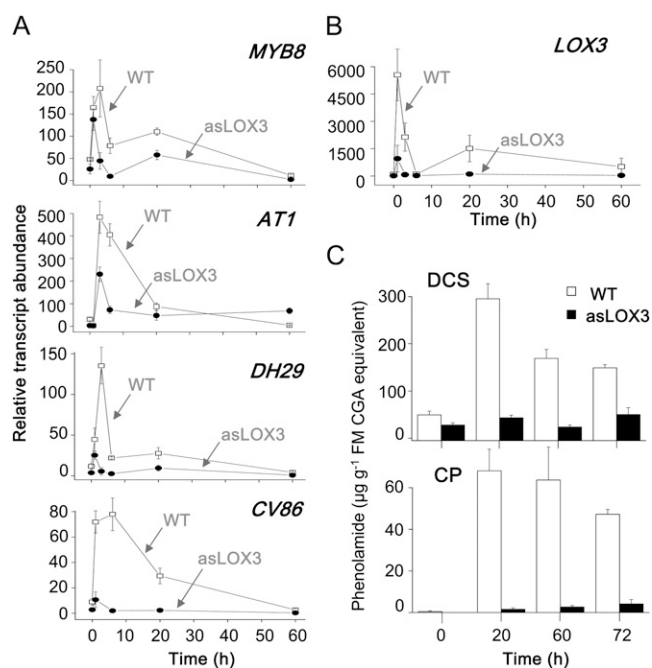 A
MYB8
250
200
150
100
50
0
WT
asLOX3
AT1
500
400
300
200
100
0
WT
asLOX3
DH29
150
100
50
0
WT
asLOX3
CV86
80
60
40
20
0
WT
asLOX3
0 20 40 60
Time (h)
Relative transcript abundance
B
LOX3
6000
4500
3000
1500
0
WT
asLOX3
0 10 20 30 40 50 60
Time (h)
C
DCS
WT
asLOX3
300
200
50
100
0
CP
60
40
20
0
0 20 60 72
Time (h)
Phenolamide (µg g⁻¹ FM CGA equivalent)